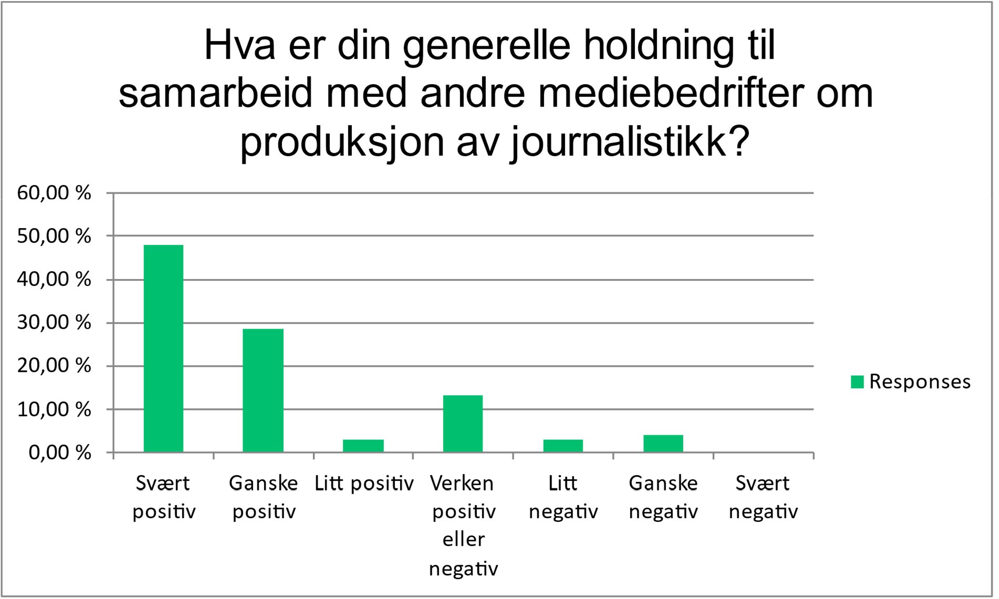 Hva er din generelle holdning til
samarbeid med andre mediebedrifter om
produksjon av journalistikk?
60,00 %
50,00 %
40,00 %
30,00 %
20,00 %
10,00 %
0,00 %
Svært
positiv
Ganske
positiv
Litt positiv
Verken
positiv
eller
negativ
Litt
negativ
Ganske
negativ
Svært
negativ
Responses